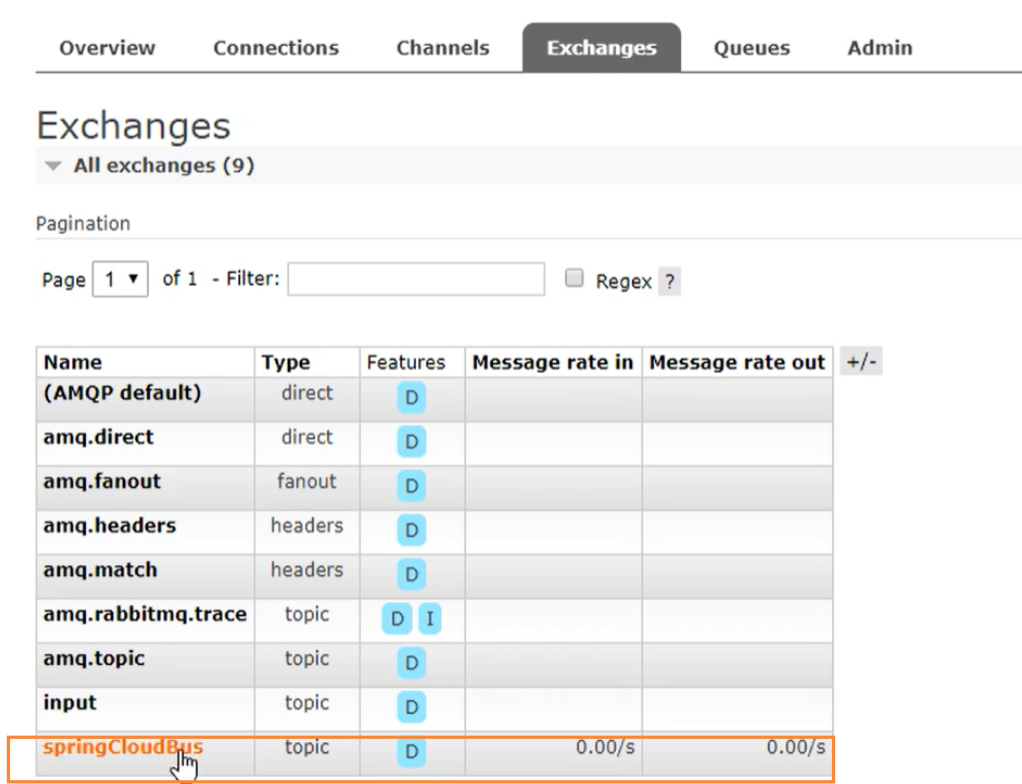 Overview Connections Channels Exchanges Queues Admin
Exchanges
All exchanges (9)
Pagination
Page 1 of 1 - Filter: Regex ?
Name Type Features Message rate in Message rate out +/-
(AMQP default) direct D
amq.direct direct D
amq.fanout fanout D
amq.headers headers D
amq.match headers D
amq.rabbitmq.trace topic D I
amq.topic topic D
input topic D
springCloudBus topic D 0.00/s 0.00/s